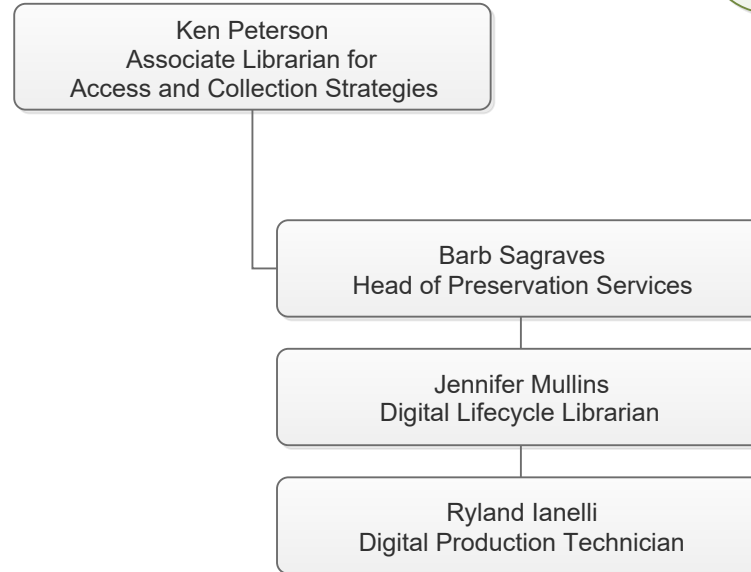 Ken Peterson
Associate Librarian for
Access and Collection Strategies
Barb Sagraves
Head of Preservation Services
Jennifer Mullins
Digital Lifecycle Librarian
Ryland Ianelli
Digital Production Technician